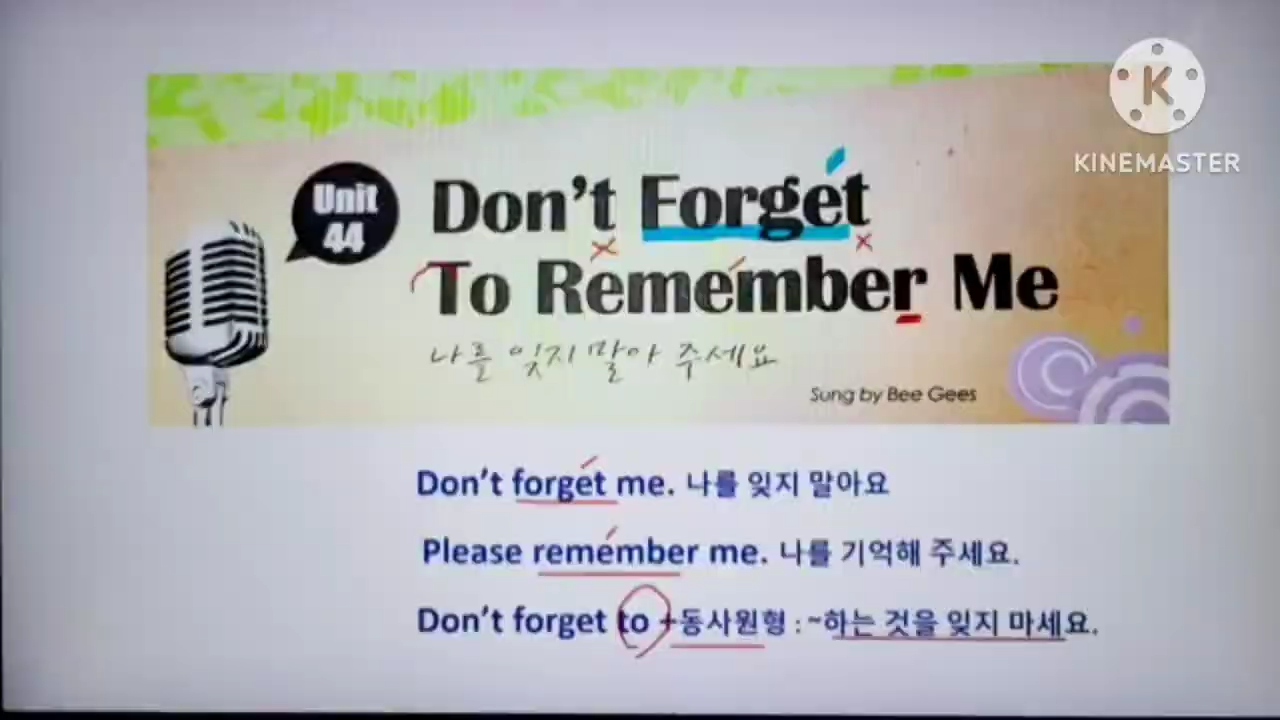 KINEMASTER
Unit
44
Don't Forget
To Remember Me
나를 잊지 말아 주세요
Sung by Bee Gees
Don't forget me. 나를 잊지 말아요
Please remember me. 나를 기억해 주세요.
Don't forget to +동사원형 : ~하는 것을 잊지 마세요.